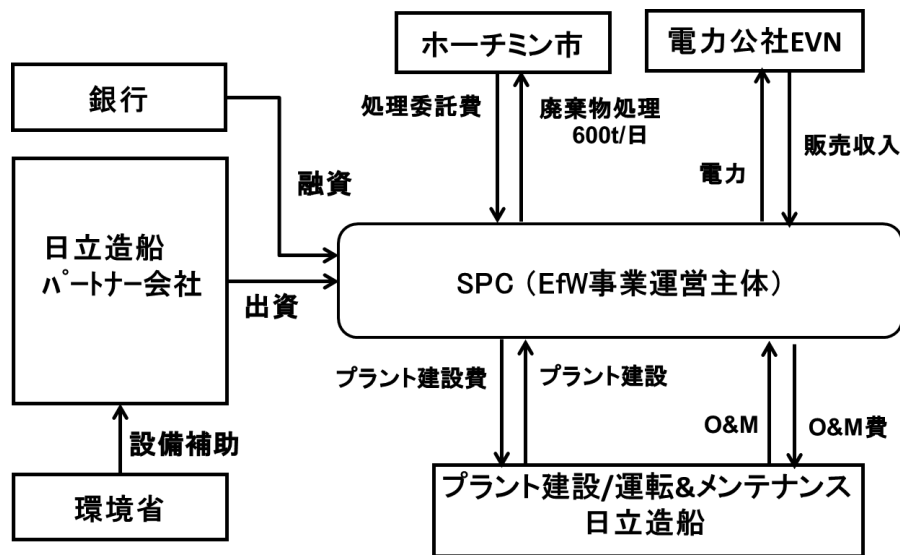 ホーチミン市
電力公社EVN
銀行
処理委託費
廃棄物処理
600t/日
電力
販売収入
融資
日立造船
パートナー会社
出資
SPC（EfW事業運営主体）
プラント建設費
プラント建設
O&M
O&M費
設備補助
環境省
プラント建設/運転&メンテナンス
日立造船